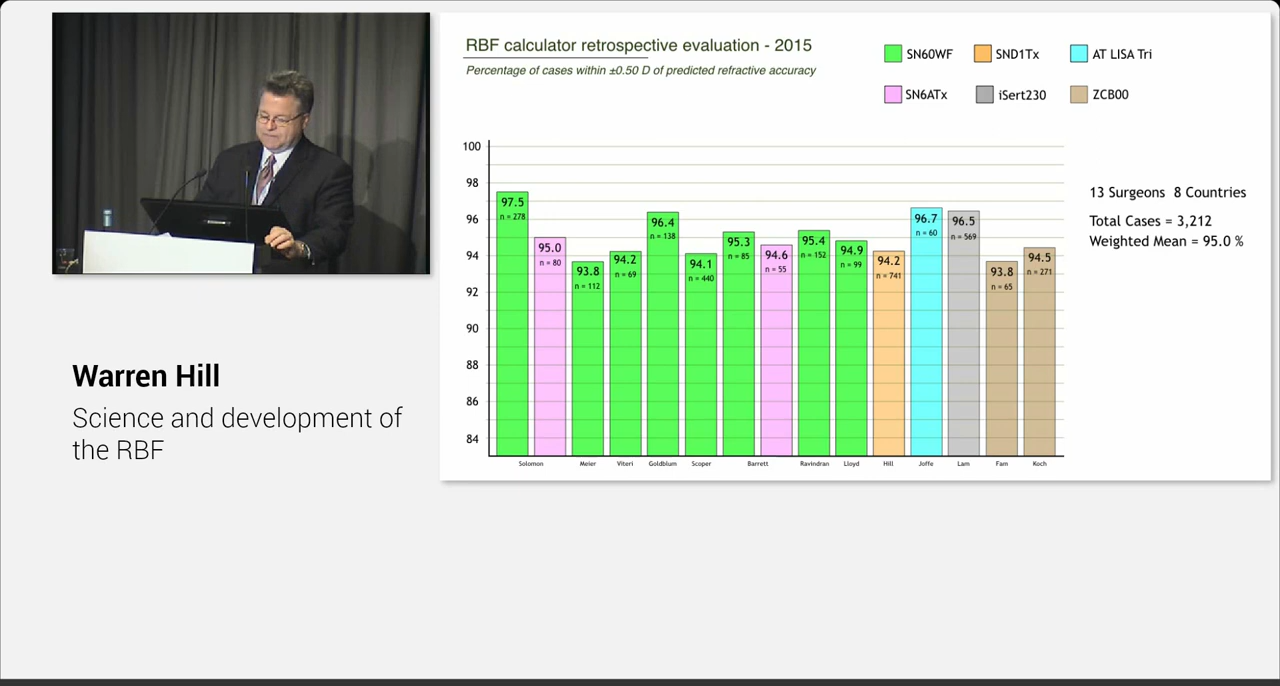 RBF calculator retrospective evaluation - 2015
Percentage of cases within ±0.50 D of predicted refractive accuracy
SN60WF
SND1Tx
AT LISA Tri
SN6ATx
iSert230
ZCB00
100
98
96
94
92
90
88
86
84
97.5
n = 278
95.0
n = 80
93.8
n = 112
94.2
n = 69
96.4
n = 138
94.1
n = 440
95.3
n = 85
94.6
n = 55
95.4
n = 152
94.9
n = 99
94.2
n = 741
96.7
n = 60
96.5
n = 569
93.8
n = 65
94.5
n = 271
Solomon
Meier
Viteri
Goldblum
Scoper
Barrett
Ravindran
Lloyd
Hill
Joffe
Lam
Fam
Koch
13 Surgeons 8 Countries
Total Cases = 3,212
Weighted Mean = 95.0 %
Warren Hill
Science and development of
the RBF